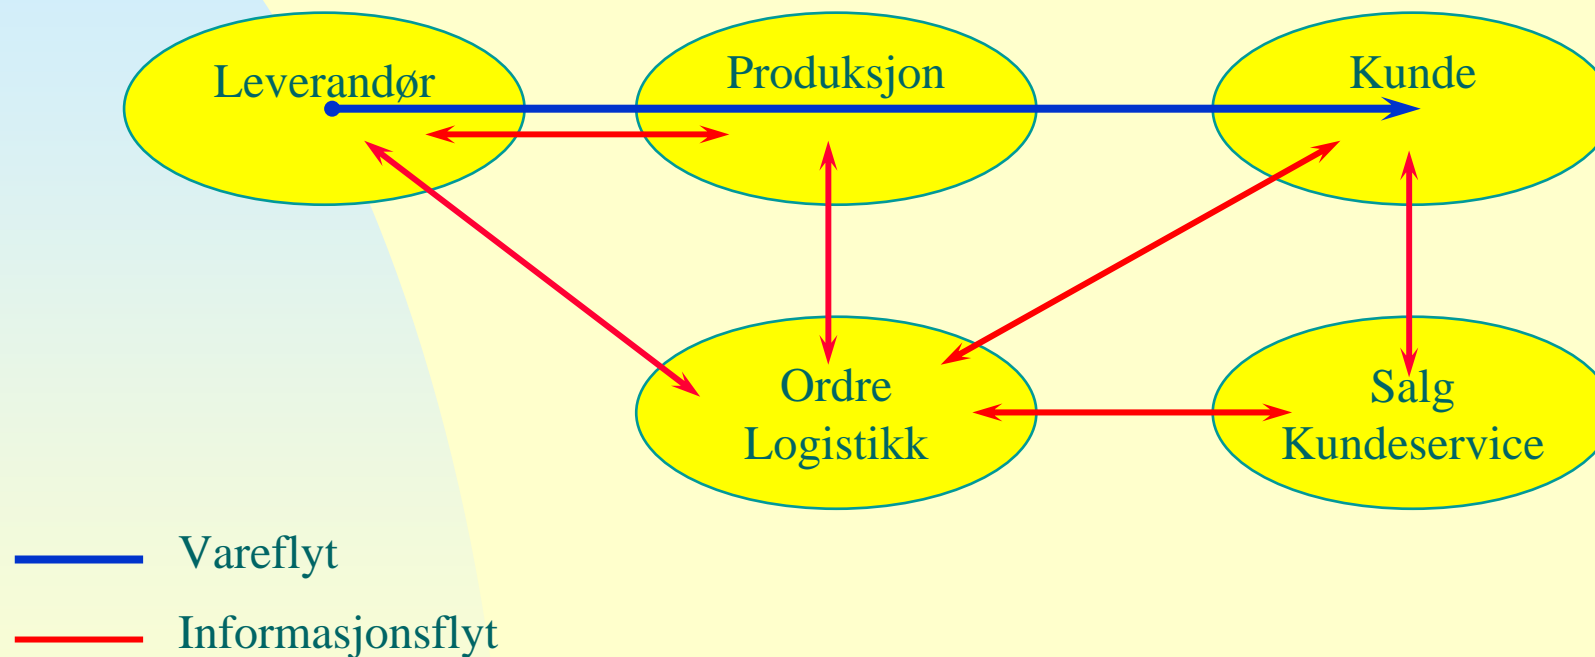 Leverandør
Produksjon
Kunde
Ordre
Logistikk
Salg
Kundeservice
Vareflyt
Informasjonsflyt